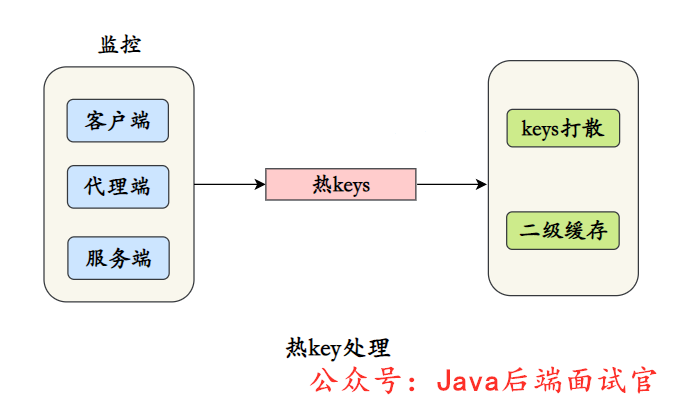 监控
客户端
代理端
服务端
热keys
keys打散
二级缓存
热key处理
公众号：Java后端面试官